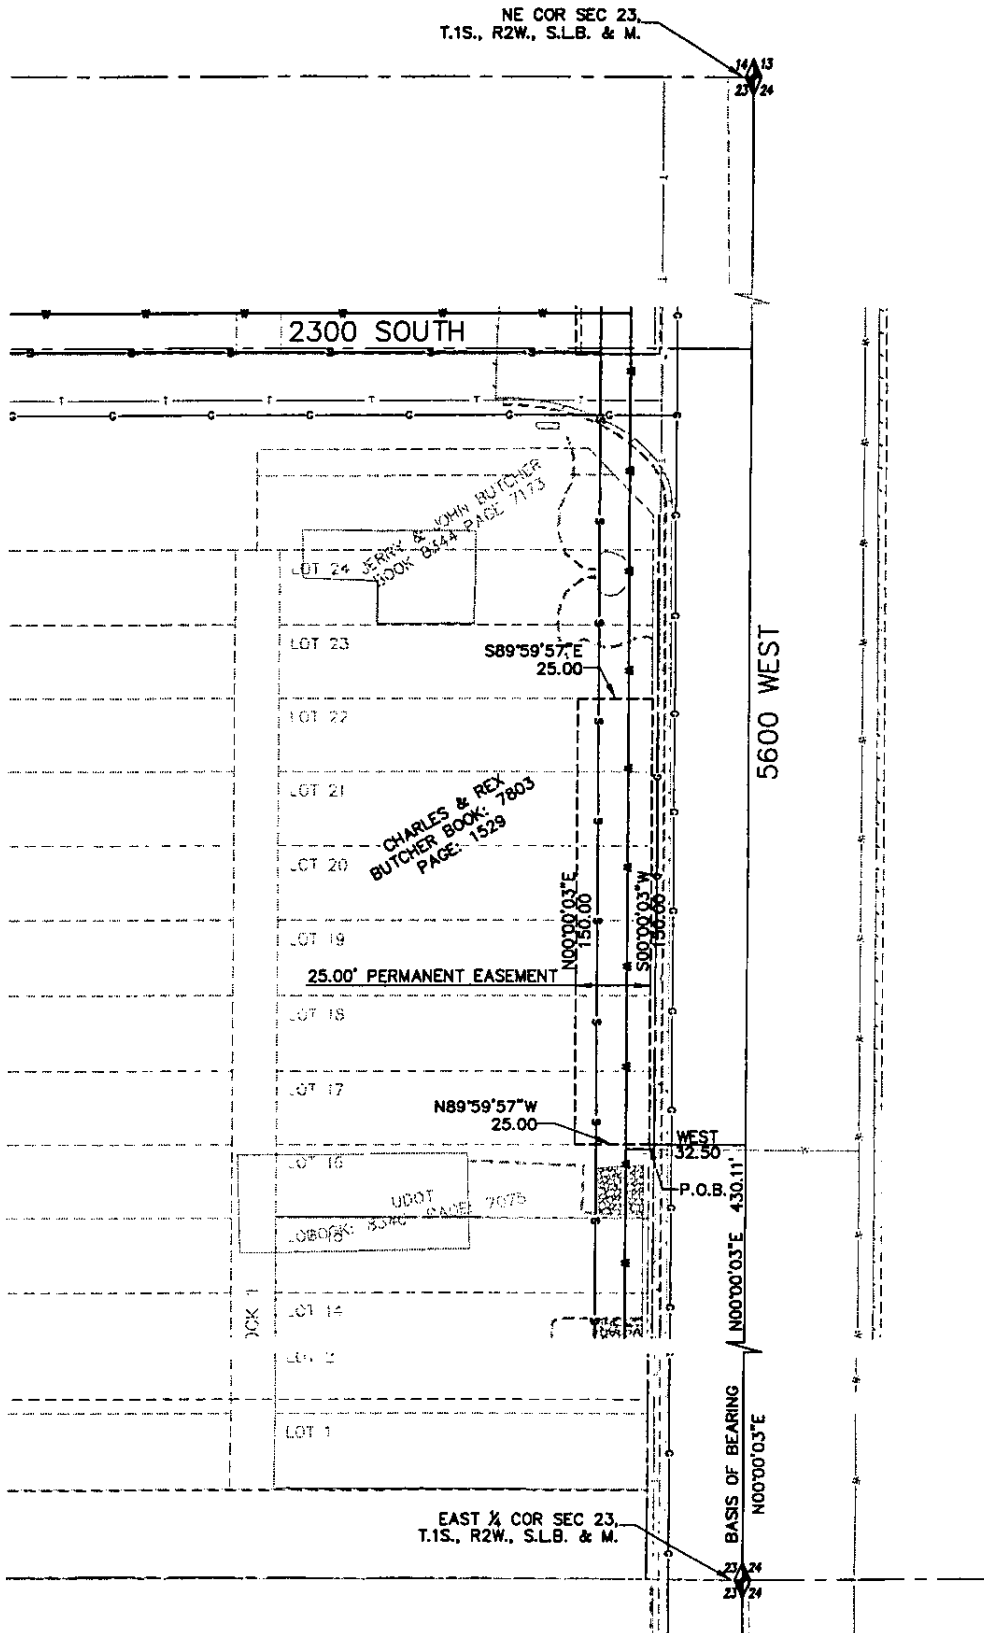 NE COR SEC 23,
T.1S., R2W., S.L.B. & M.
14 13
23 24
2300 SOUTH
JERRY & JOHN BUTCHER
BOOK 8344 PAGE 7173
LOT 24
LOT 23
S89°59'57"E
25.00
5600 WEST
LOT 22
LOT 21
CHARLES & REX
BUTCHER BOOK: 7803
PAGE: 1529
LOT 20
N00°00'03"E
150.00
S00°00'03"W
150.00
LOT 19
25.00' PERMANENT EASEMENT
LOT 18
LOT 17
N89°59'57"W
25.00
WEST
32.50
LOT 16
P.O.B.
UDOT
N00°00'03"E 430.11'
LOT 14
LOT 1
BASIS OF BEARING
N00°00'03"E
EAST ¼ COR SEC 23,
T.1S., R2W., S.L.B. & M.
23 24
23 24